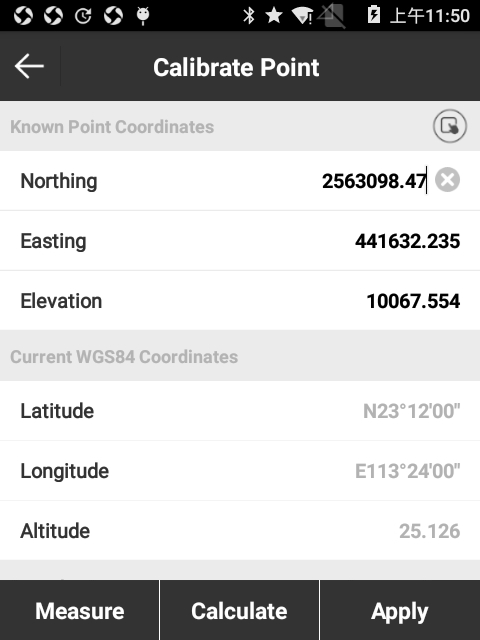 上午11:50
Calibrate Point
Known Point Coordinates
Northing 2563098.47
Easting 441632.235
Elevation 10067.554
Current WGS84 Coordinates
Latitude N23°12'00"
Longitude E113°24'00"
Altitude 25.126
Measure Calculate Apply